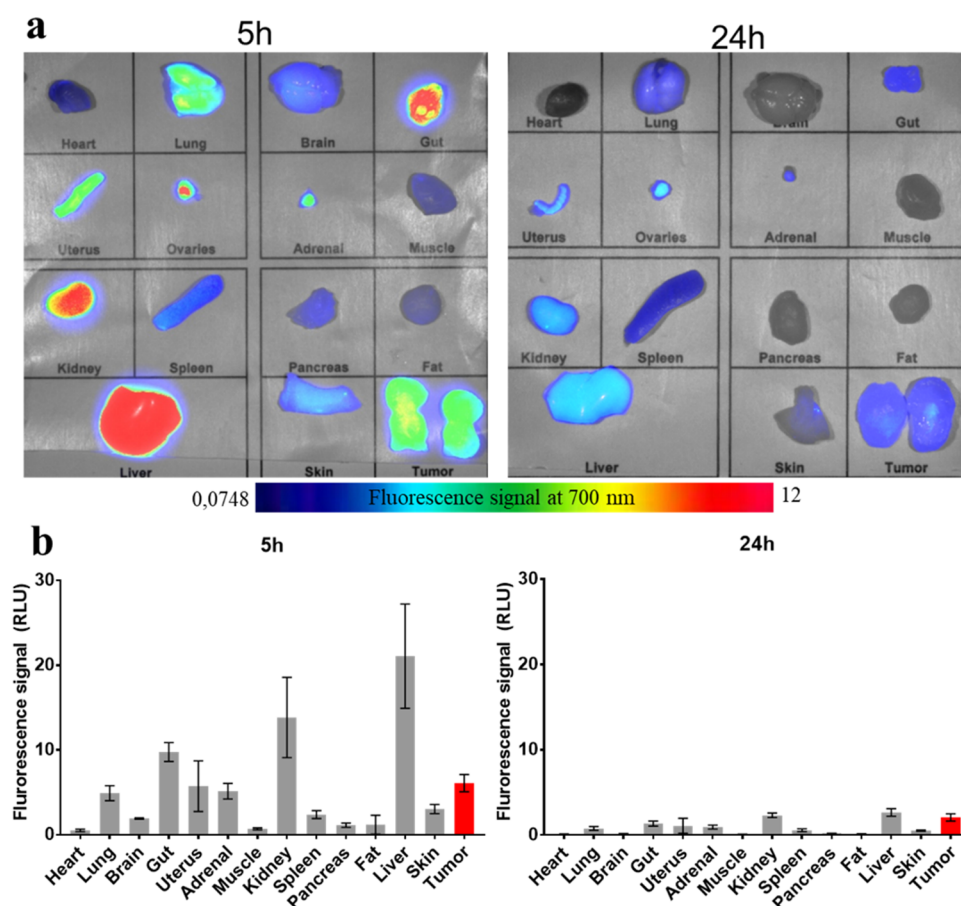 a
5h
24h
Heart Lung Brain Gut
Uterus Ovaries Adrenal Muscle
Kidney Spleen Pancreas Fat
Liver Skin Tumor
Heart Lung Brain Gut
Uterus Ovaries Adrenal Muscle
Kidney Spleen Pancreas Fat
Liver Skin Tumor
0,0748 Fluorescence signal at 700 nm 12
b
5h
24h
Flurorescence signal (RLU)
30
20
10
0
Heart Lung Brain Gut Uterus Adrenal Muscle Kidney Spleen Pancreas Fat Liver Skin Tumor
Flurorescence signal (RLU)
30
20
10
0
Heart Lung Brain Gut Uterus Adrenal Muscle Kidney Spleen Pancreas Fat Liver Skin Tumor